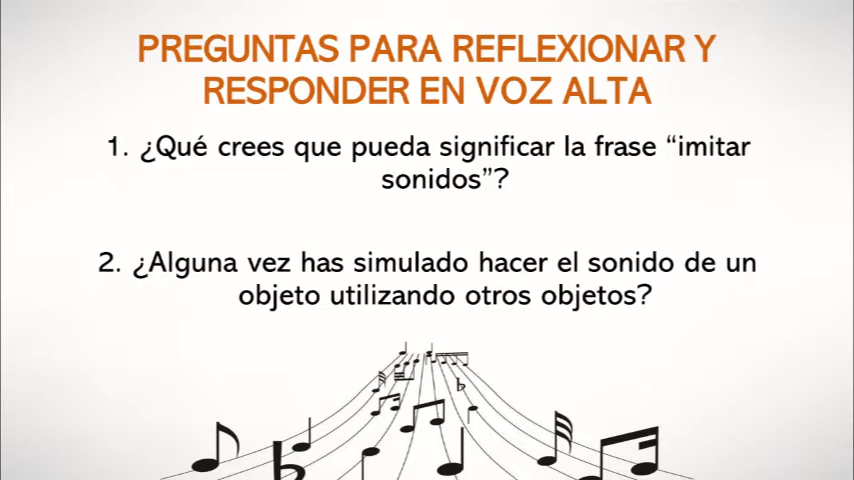 PREGUNTAS PARA REFLEXIONAR Y
RESPONDER EN VOZ ALTA
1. ¿Qué crees que pueda significar la frase “imitar
sonidos”?
2. ¿Alguna vez has simulado hacer el sonido de un
objeto utilizando otros objetos?